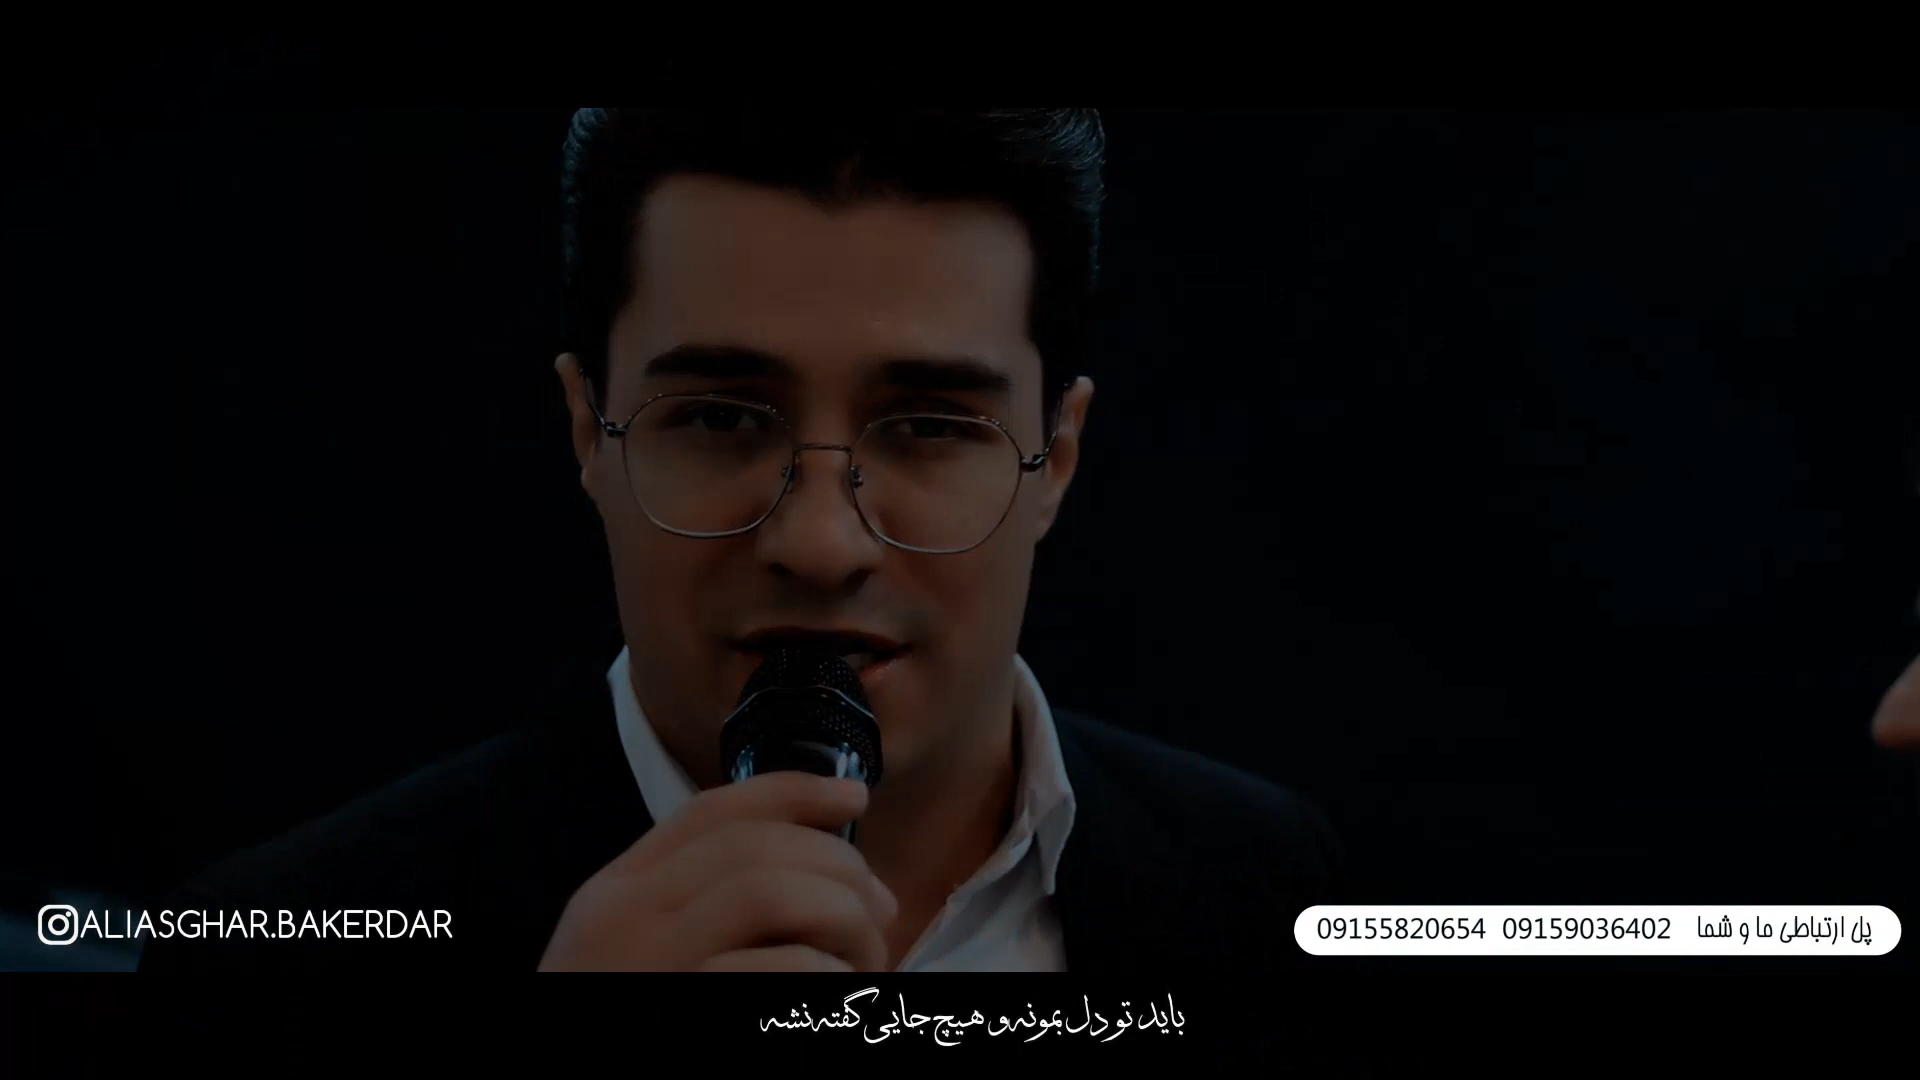 ALIASGHAR.BAKERDAR
پل ارتباطی ما و شما 09159036402 09155820654
باید تو دل بمونه و هیچ جایی گفته نشه